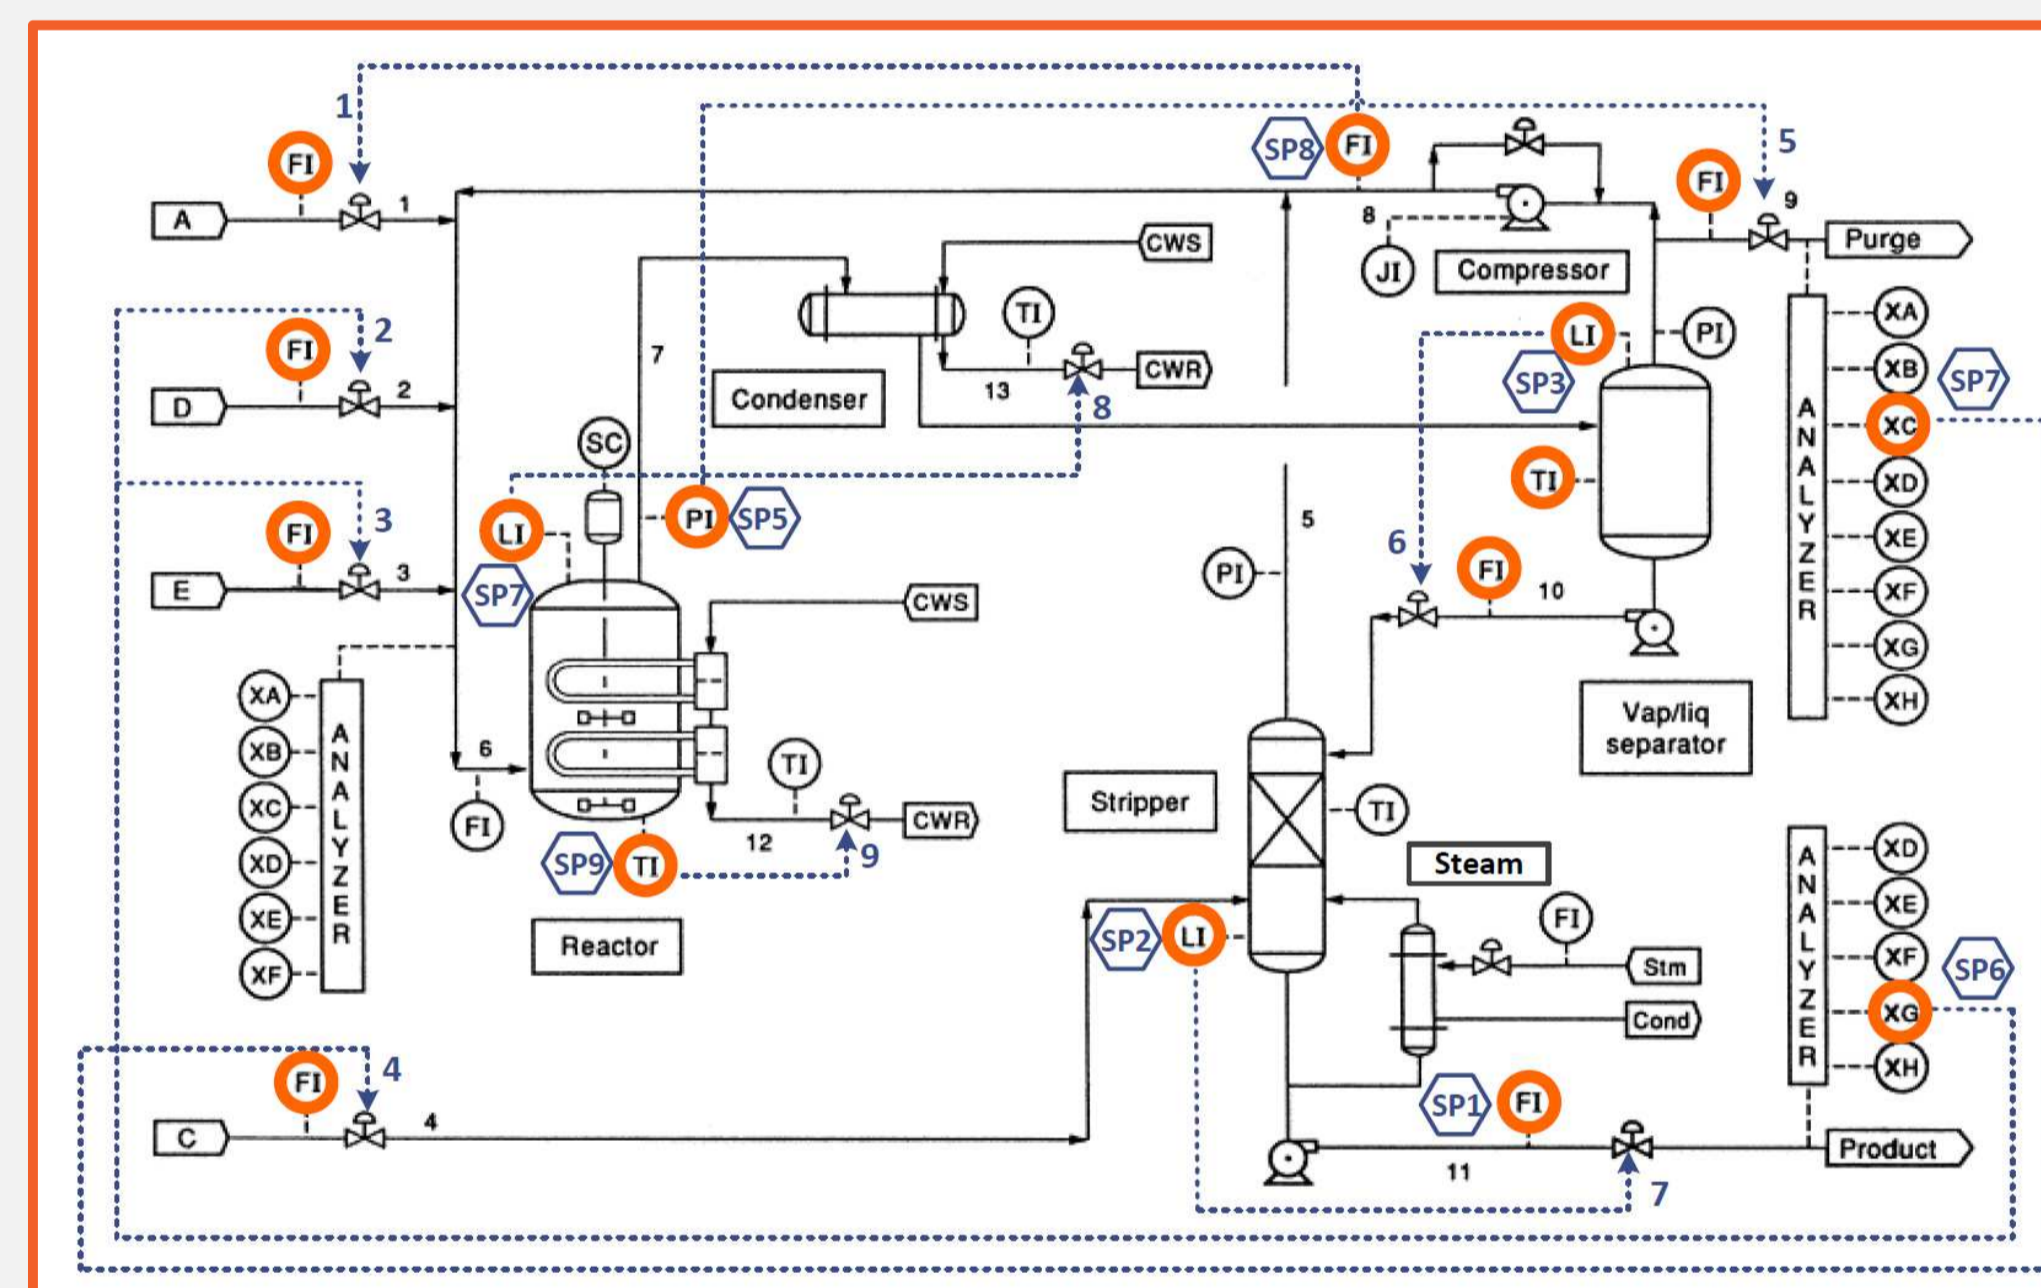 1
SP8
FI
5
FI
FI
A
1
8
9
Purge
CWS
JI
Compressor
2
FI
7
TI
LI
PI
XA
XB
SP7
D
2
Condenser
13
CWR
8
SP3
XC
SC
TI
XD
3
FI
LI
PI
SP5
5
6
FI
XE
E
3
SP7
CWS
PI
10
XF
XG
XH
ANALYZER
XA
XB
XC
XD
XE
XF
ANALYZER
6
FI
TI
12
CWR
9
SP9
TI
Reactor
Vap/liq
separator
Stripper
TI
Steam
FI
SP2
LI
Stm
Cond
XD
XE
XF
SP6
XG
XH
ANALYZER
4
FI
C
4
SP1
FI
11
7
Product